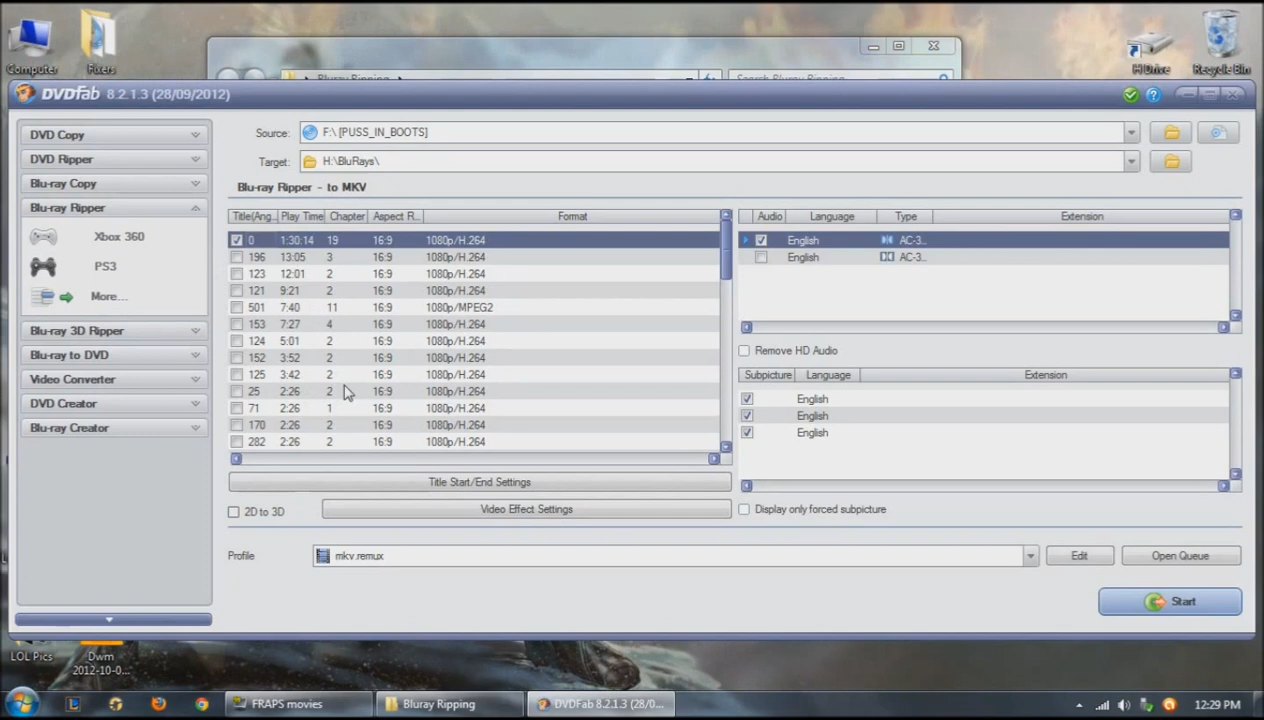 Computer
Fixers
H Drive
Recycle Bin
Bluray Ripping
Search Bluray Ripping
DVDFab 8.2.1.3 (28/09/2012)
DVD Copy
DVD Ripper
Blu-ray Copy
Blu-ray Ripper
Xbox 360
PS3
More...
Blu-ray 3D Ripper
Blu-ray to DVD
Video Converter
DVD Creator
Blu-ray Creator
Source: F:\ [PUSS_IN_BOOTS]
Target: H:\BluRays\
Blu-ray Ripper - to MKV
Title(Ang.. Play Time Chapter Aspect R... Format
0 1:30:14 19 16:9 1080p/H.264
196 13:05 3 16:9 1080p/H.264
123 12:01 2 16:9 1080p/H.264
121 9:21 2 16:9 1080p/H.264
501 7:40 11 16:9 1080p/MPEG2
153 7:27 4 16:9 1080p/H.264
124 5:01 2 16:9 1080p/H.264
152 3:52 2 16:9 1080p/H.264
125 3:42 2 16:9 1080p/H.264
25 2:26 2 16:9 1080p/H.264
71 2:26 1 16:9 1080p/H.264
170 2:26 2 16:9 1080p/H.264
282 2:26 2 16:9 1080p/H.264
Title Start/End Settings
2D to 3D
Video Effect Settings
Audio Language Type Extension
English AC-3...
English AC-3...
Remove HD Audio
Subpicture Language Extension
English
English
English
Display only forced subpicture
Profile mkv.remux
Edit
Open Queue
Start
LOL Pics
Dwm
2012-10-0...
FRAPS movies
Bluray Ripping
DVDFab 8.2.1.3 (28/0...
12:29 PM